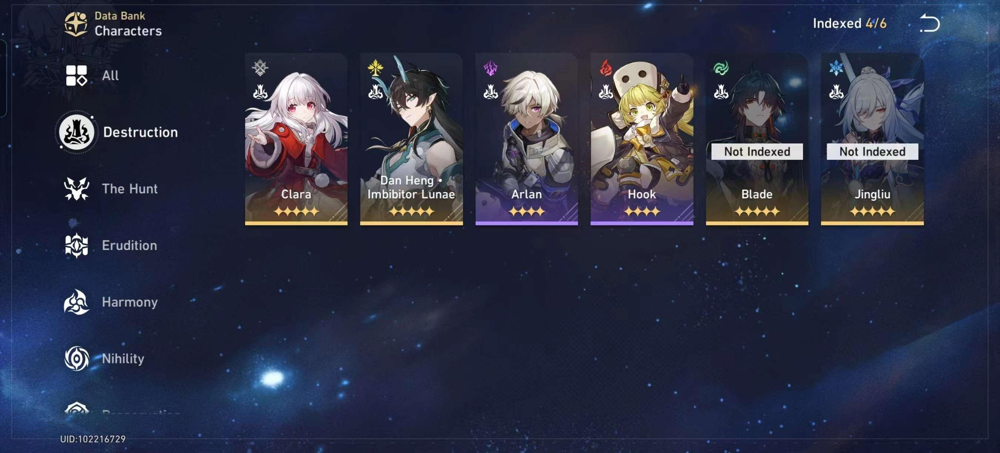 Data Bank
Characters
Indexed 4/6
All
Destruction
The Hunt
Erudition
Harmony
Nihility
Clara
Dan Heng •
Imbibitor Lunae
Arlan
Hook
Not Indexed
Blade
Not Indexed
Jingliu
UID:102216729